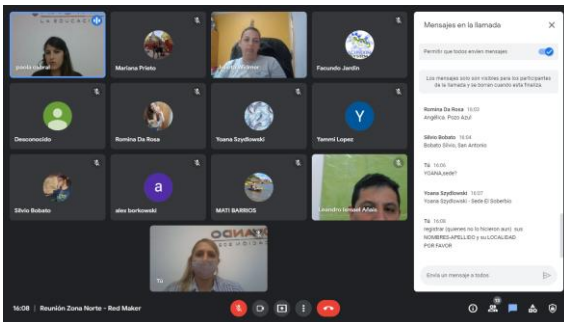 LA EDUCACIÓN
paola moral
Mariana Prieto
Facundo Jardin
Desconocido
Romina Da Rosa
Yoana Szydlowski
Y
Yammi Lopez
Silvio Bobato
a
alex borkowski
MATI BARRIOS
Leandro Ismael Añais
Tú
16:08 | Reunión Zona Norte - Red Maker
Mensajes en la llamada
Permitir que todos envíen mensajes
Los mensajes solo son visibles para los participantes
de la llamada y se borran cuando esta finaliza.
Romina Da Rosa 16:03
Angélica. Pozo Azul
Silvio Bobato 16:04
Bobato Silvio, San Antonio
Tú 16:06
YOANA,sede?
Yoana Szydlowski 16:07
Yoana Szydlowski - Sede El Soberbio
Tú 16:08
registrar (quienes no lo hicieron aun) sus
NOMBRES-APELLIDO y su LOCALIDAD
POR FAVOR
Envía un mensaje a todos